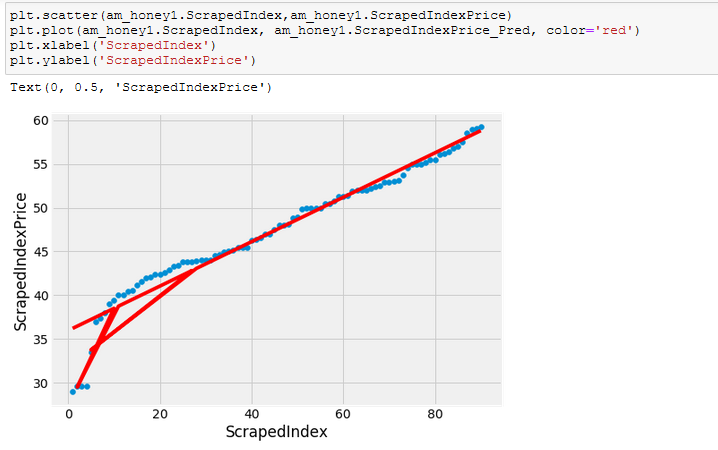 plt.scatter(am_honey1.ScrapedIndex,am_honey1.ScrapedIndexPrice)
plt.plot(am_honey1.ScrapedIndex, am_honey1.ScrapedIndexPrice_Pred, color='red')
plt.xlabel('ScrapedIndex')
plt.ylabel('ScrapedIndexPrice')
Text(0, 0.5, 'ScrapedIndexPrice')
60
55
50
45
40
35
30
ScrapedIndexPrice
0 20 40 60 80
ScrapedIndex